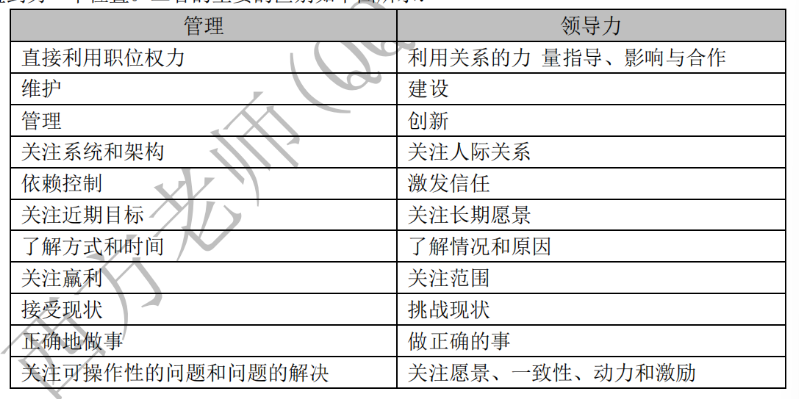 管理 领导力
直接利用职位权力 利用关系的力 量指导、影响与合作
维护 建设
管理 创新
关注系统和架构 关注人际关系
依赖控制 激发信任
关注近期目标 关注长期愿景
了解方式和时间 了解情况和原因
关注赢利 关注范围
接受现状 挑战现状
正确地做事 做正确的事
关注可操作性的问题和问题的解决 关注愿景、一致性、动力和激励
西方老师(QQ